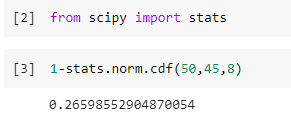 [2] from scipy import stats
[3] 1-stats.norm.cdf(50,45,8)
0.26598552904870054